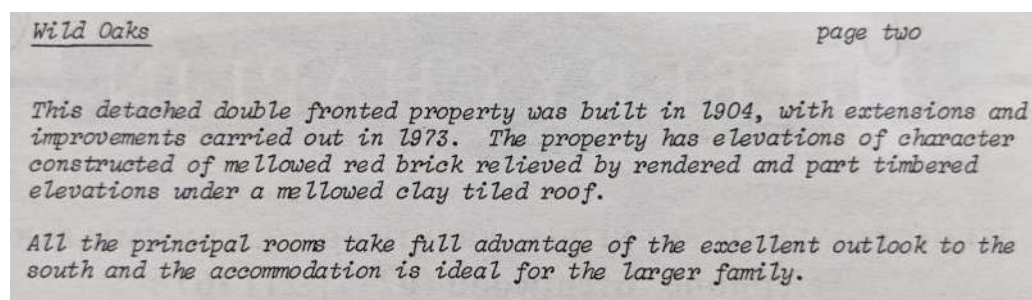 Wild Oaks page two
This detached double fronted property was built in 1904, with extensions and
improvements carried out in 1973. The property has elevations of character
constructed of mellowed red brick relieved by rendered and part timbered
elevations under a mellowed clay tiled roof.
All the principal rooms take full advantage of the excellent outlook to the
south and the accommodation is ideal for the larger family.